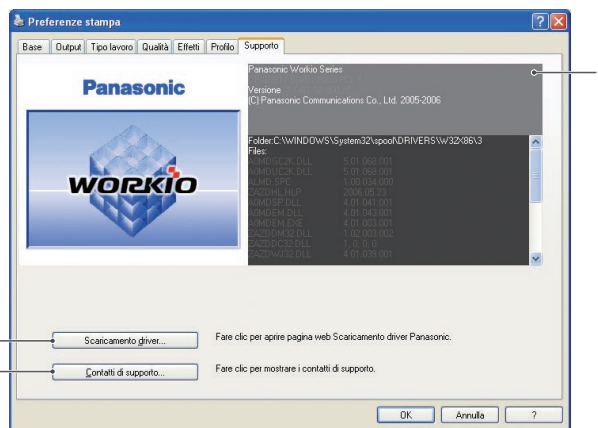 Preferenze stampa
Base Output Tipo lavoro Qualità Effetti Profilo Supporto
Panasonic
WORKiO
Panasonic Workio Series
Versione
(C) Panasonic Communications Co., Ltd. 2005-2006
Folder:C:\WINDOWS\System32\spool\DRIVERS\W32X86\3
Files:
A0MDGC2K.DLL 5.01.068.001
A0MDUC2K.DLL 5.01.068.001
ALMD.SPC 1.00.034.000
ZAZDHL.HLP 2006.05.23
A0MDSP.DLL 4.01.041.001
A0MDEM.DLL 4.01.043.001
A0MDEM.EXE 4.01.003.001
ZAZDDM32.DLL 1.02.003.002
ZAZDDC32.DLL 1, 0, 0, 0
ZAZDWJ32.DLL 4.01.039.001
Scaricamento driver... Fare clic per aprire pagina web Scaricamento driver Panasonic.
Contatti di supporto... Fare clic per mostrare i contatti di supporto.
OK Annulla ?